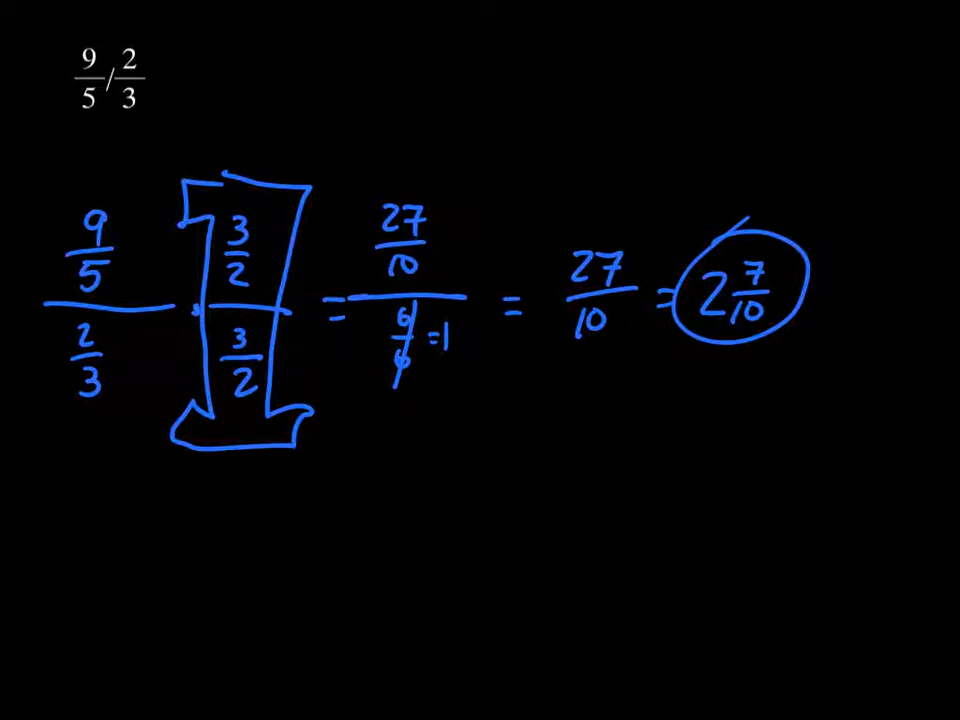 9/5 / 2/3
(9/5)/(2/3) · (3/2)/(3/2) = (27/10)/(6/6) =1 = 27/10 = 2 7/10